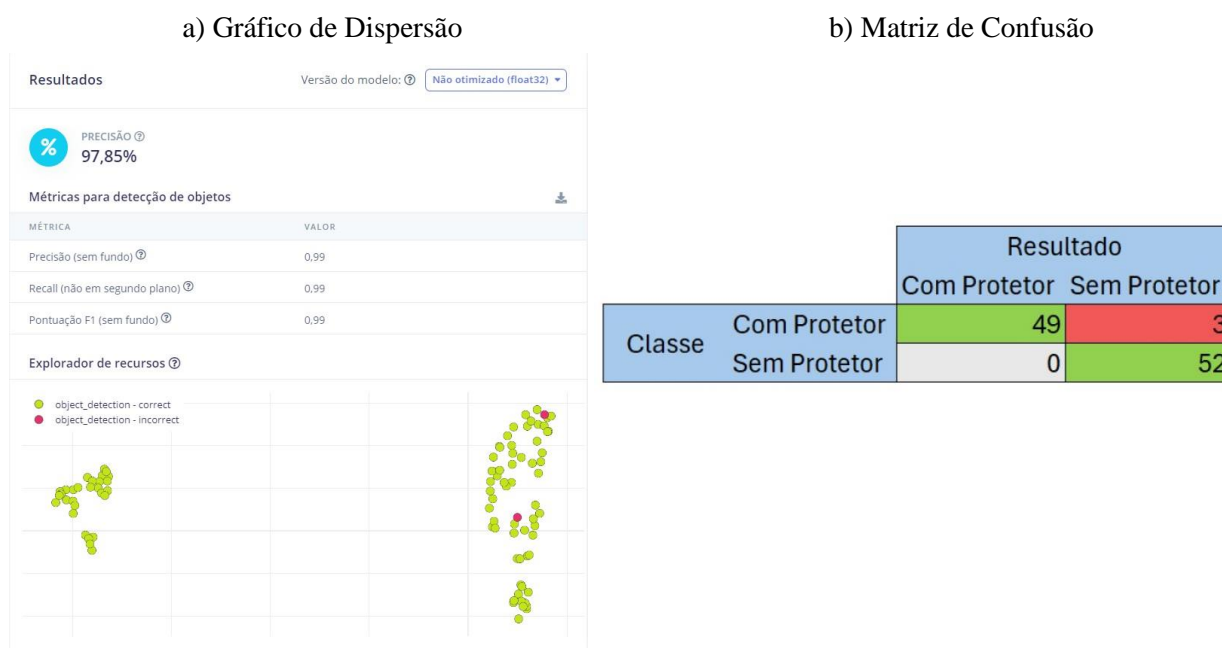 a) Gráfico de Dispersão
b) Matriz de Confusão
Resultados
Versão do modelo: Não otimizado (float32)
%
PRECISÃO
97,85%
Métricas para detecção de objetos
MÉTRICA VALOR
Precisão (sem fundo) 0,99
Recall (não em segundo plano) 0,99
Pontuação F1 (sem fundo) 0,99
Explorador de recursos
object_detection - correct
object_detection - incorrect
Resultado
Com Protetor Sem Protetor
Classe
Com Protetor 49 3
Sem Protetor 0 52